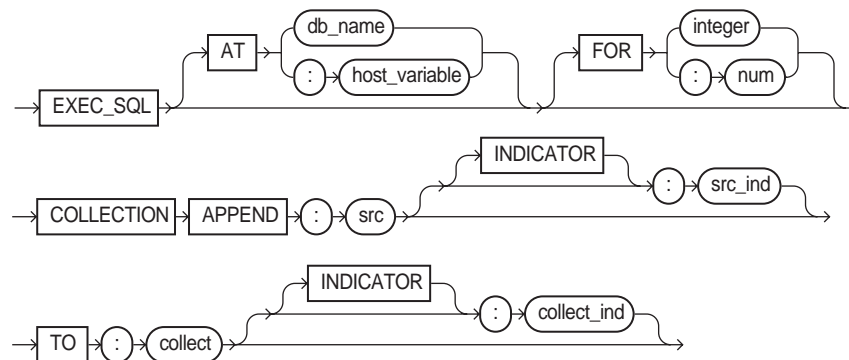 AT db_name FOR integer
: host_variable : num
EXEC_SQL
INDICATOR
COLLECTION APPEND : src : src_ind
INDICATOR
TO : collect : collect_ind